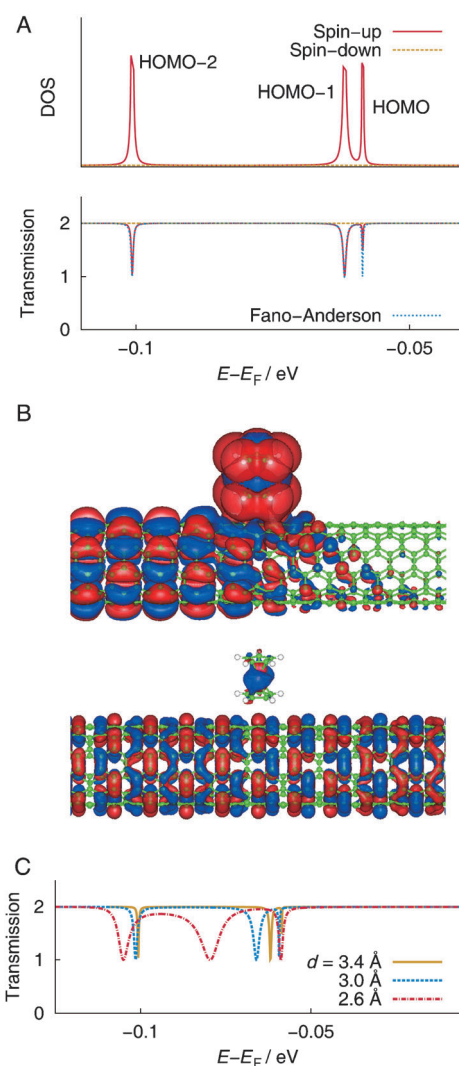 A
Spin-up
Spin-down
HOMO-2
HOMO-1
HOMO
DOS
Transmission
2
1
0
Fano-Anderson
-0.1
-0.05
E-E_F / eV
B
C
Transmission
2
1
0
d = 3.4 Å
3.0 Å
2.6 Å
-0.1
-0.05
E-E_F / eV